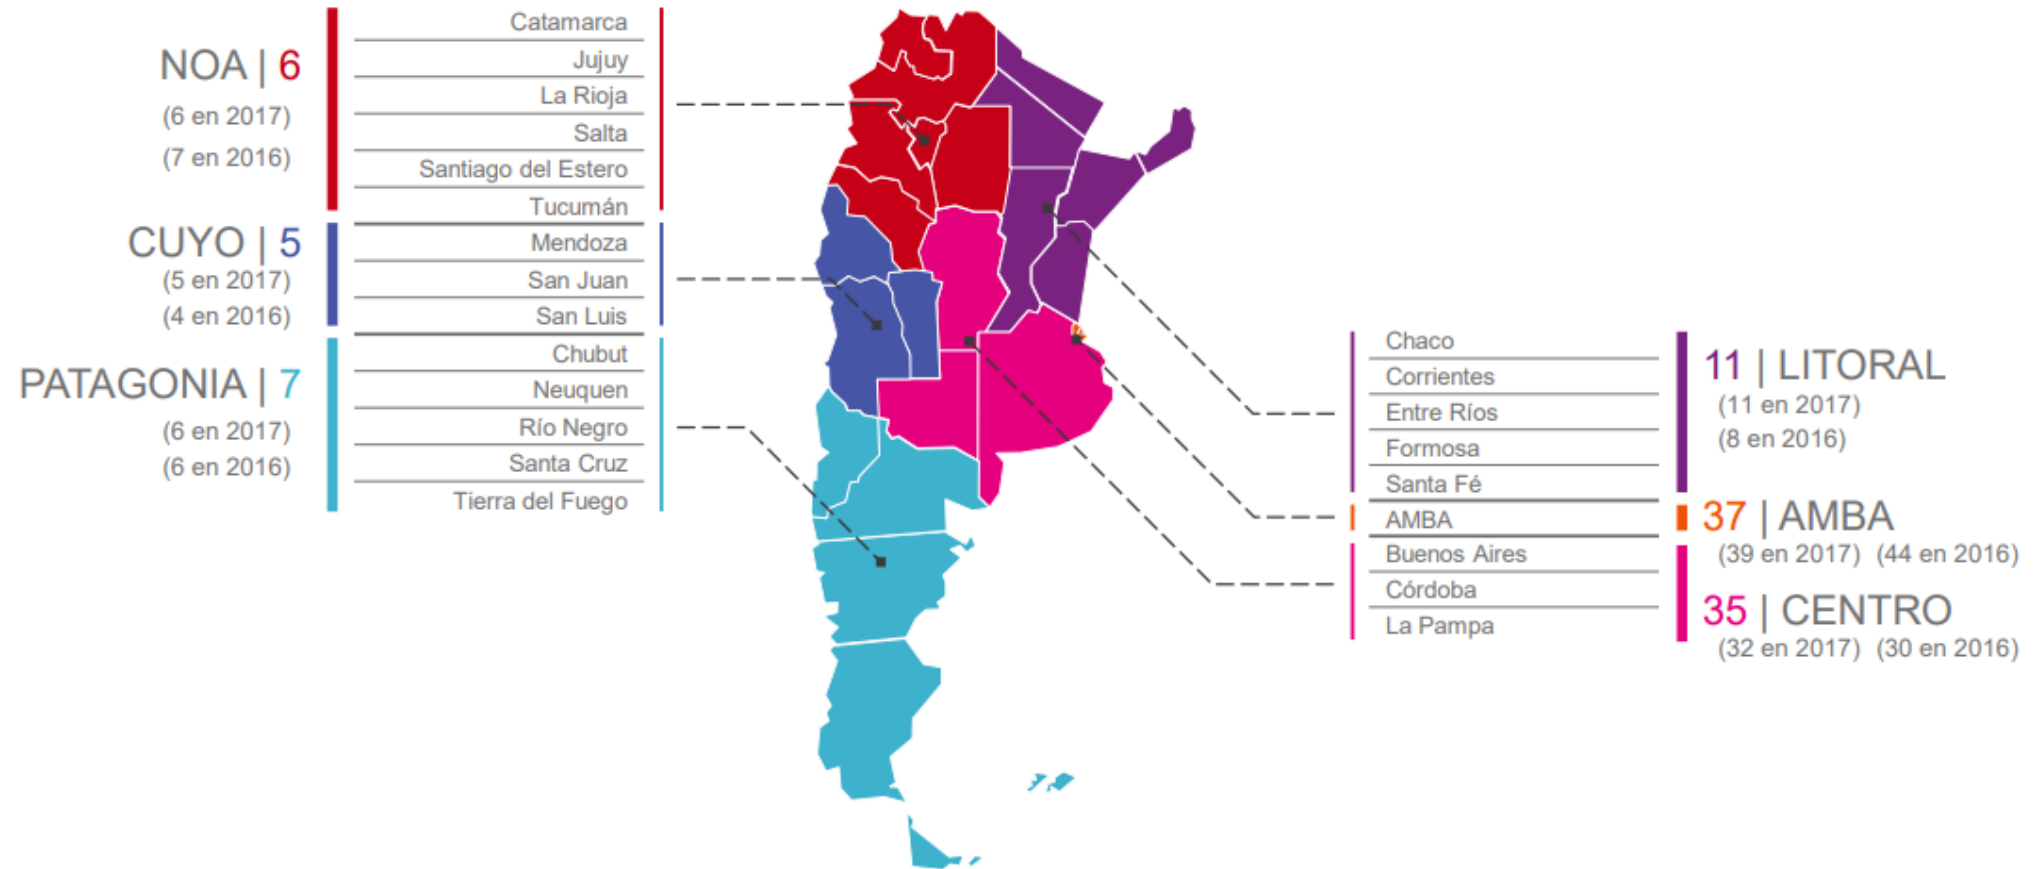 NOA | 6
(6 en 2017)
(7 en 2016)
Catamarca
Jujuy
La Rioja
Salta
Santiago del Estero
Tucumán
CUYO | 5
(5 en 2017)
(4 en 2016)
Mendoza
San Juan
San Luis
PATAGONIA | 7
(6 en 2017)
(6 en 2016)
Chubut
Neuquen
Río Negro
Santa Cruz
Tierra del Fuego
Chaco
Corrientes
Entre Ríos
Formosa
Santa Fé
11 | LITORAL
(11 en 2017)
(8 en 2016)
AMBA
37 | AMBA
(39 en 2017) (44 en 2016)
Buenos Aires
Córdoba
La Pampa
35 | CENTRO
(32 en 2017) (30 en 2016)